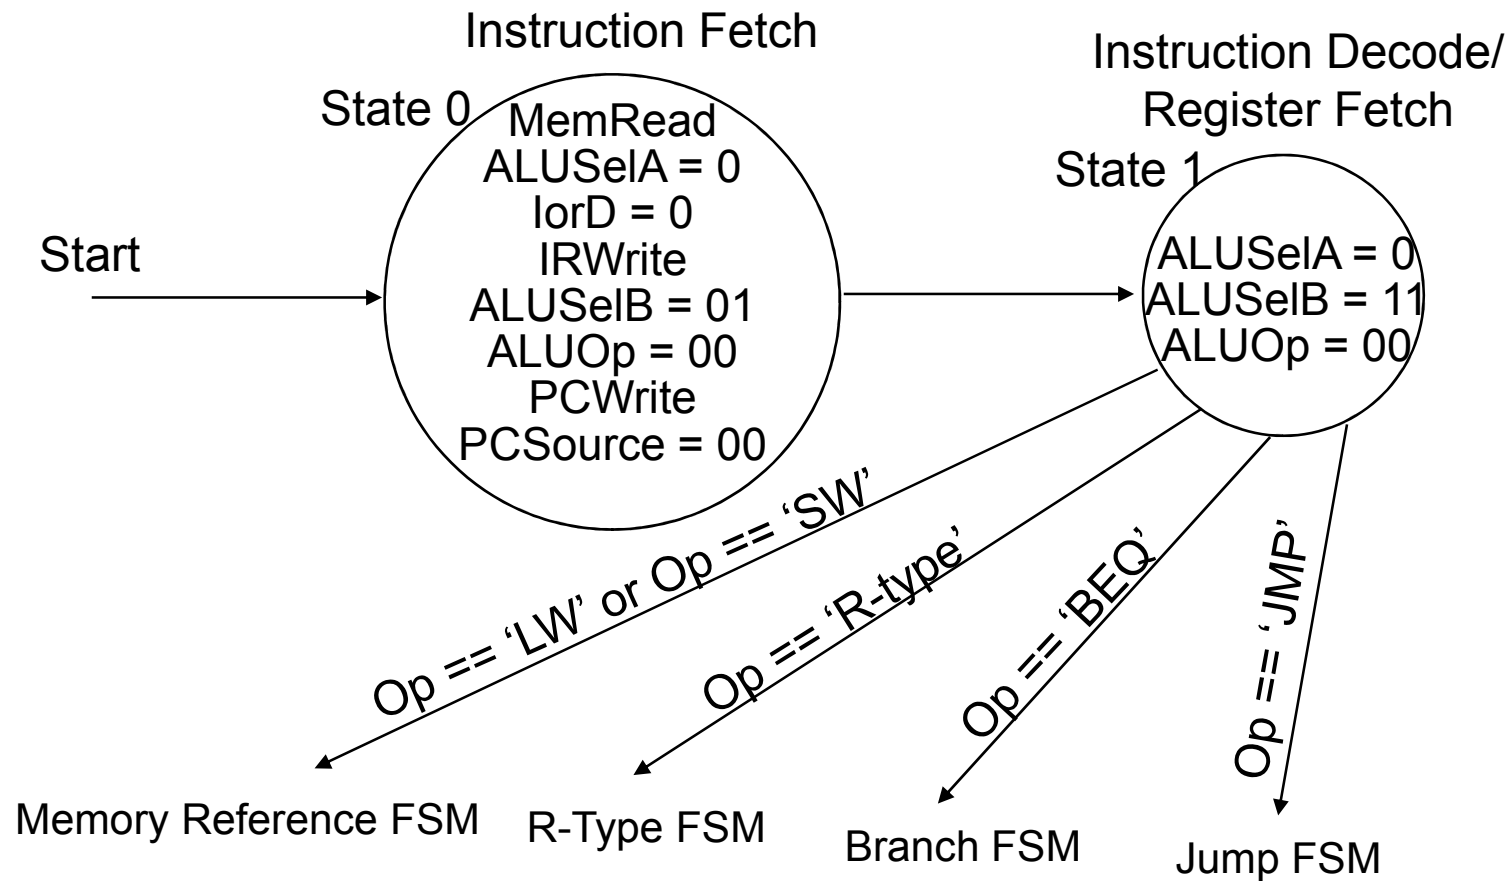 Instruction Fetch
State 0
MemRead
ALUSelA = 0
IorD = 0
IRWrite
ALUSelB = 01
ALUOp = 00
PCWrite
PCSource = 00
Start
Instruction Decode/
Register Fetch
State 1
ALUSelA = 0
ALUSelB = 11
ALUOp = 00
Op == ‘LW’ or Op == ‘SW’
Op == ‘R-type’
Op == ‘BEQ’
Op == ‘JMP’
Memory Reference FSM
R-Type FSM
Branch FSM
Jump FSM